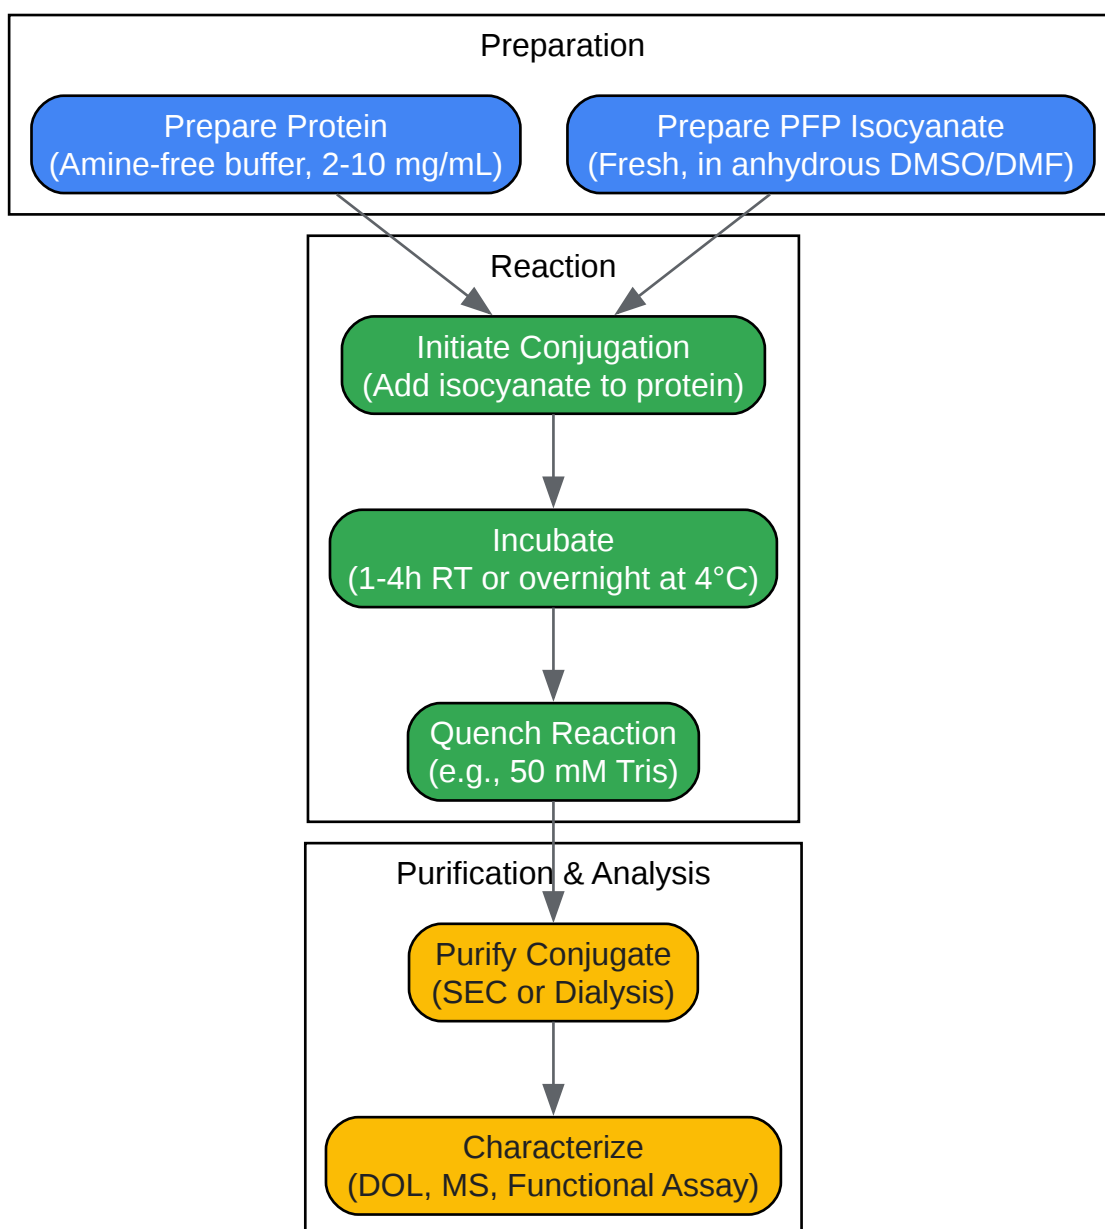 Preparation
Prepare Protein
(Amine-free buffer, 2-10 mg/mL)
Prepare PFP Isocyanate
(Fresh, in anhydrous DMSO/DMF)
Reaction
Initiate Conjugation
(Add isocyanate to protein)
Incubate
(1-4h RT or overnight at 4°C)
Quench Reaction
(e.g., 50 mM Tris)
Purification & Analysis
Purify Conjugate
(SEC or Dialysis)
Characterize
(DOL, MS, Functional Assay)